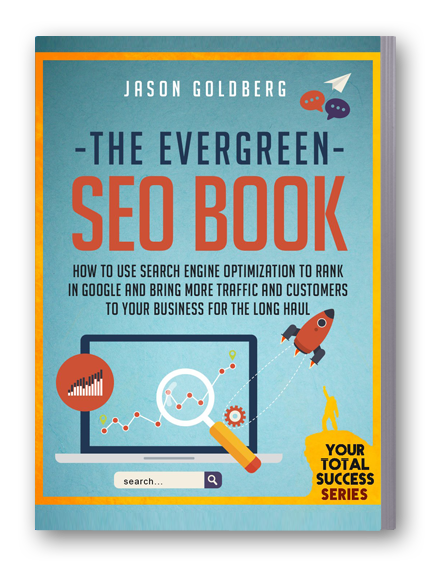 JASON GOLDBERG
-THE EVERGREEN-
SEO BOOK
HOW TO USE SEARCH ENGINE OPTIMIZATION TO RANK
IN GOOGLE AND BRING MORE TRAFFIC AND CUSTOMERS
TO YOUR BUSINESS FOR THE LONG HAUL
search...
YOUR
TOTAL
SUCCESS
SERIES